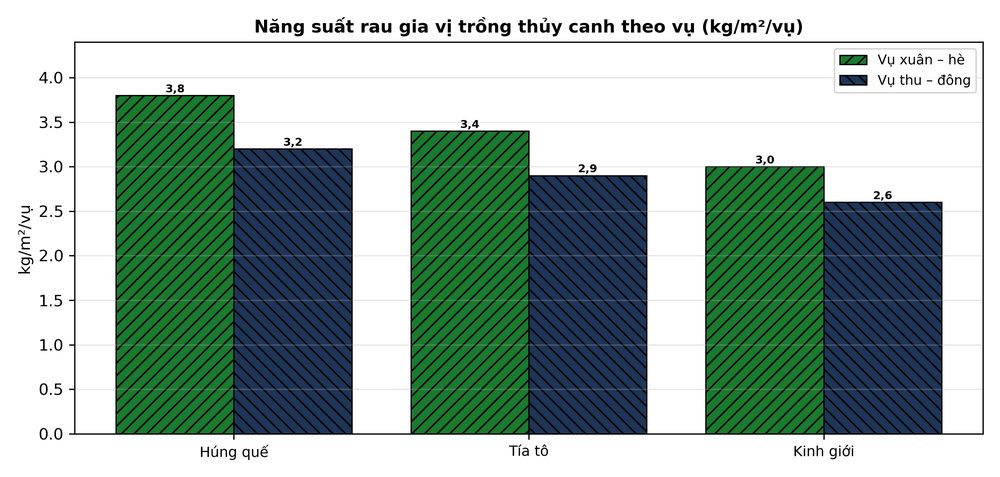 Năng suất rau gia vị trồng thủy canh theo vụ (kg/m²/vụ)
Vụ xuân – hè
Vụ thu – đông
kg/m²/vụ
4.0
3.5
3.0
2.5
2.0
1.5
1.0
0.5
0.0
3,8
3,2
3,4
2,9
3,0
2,6
Húng quế
Tía tô
Kinh giới